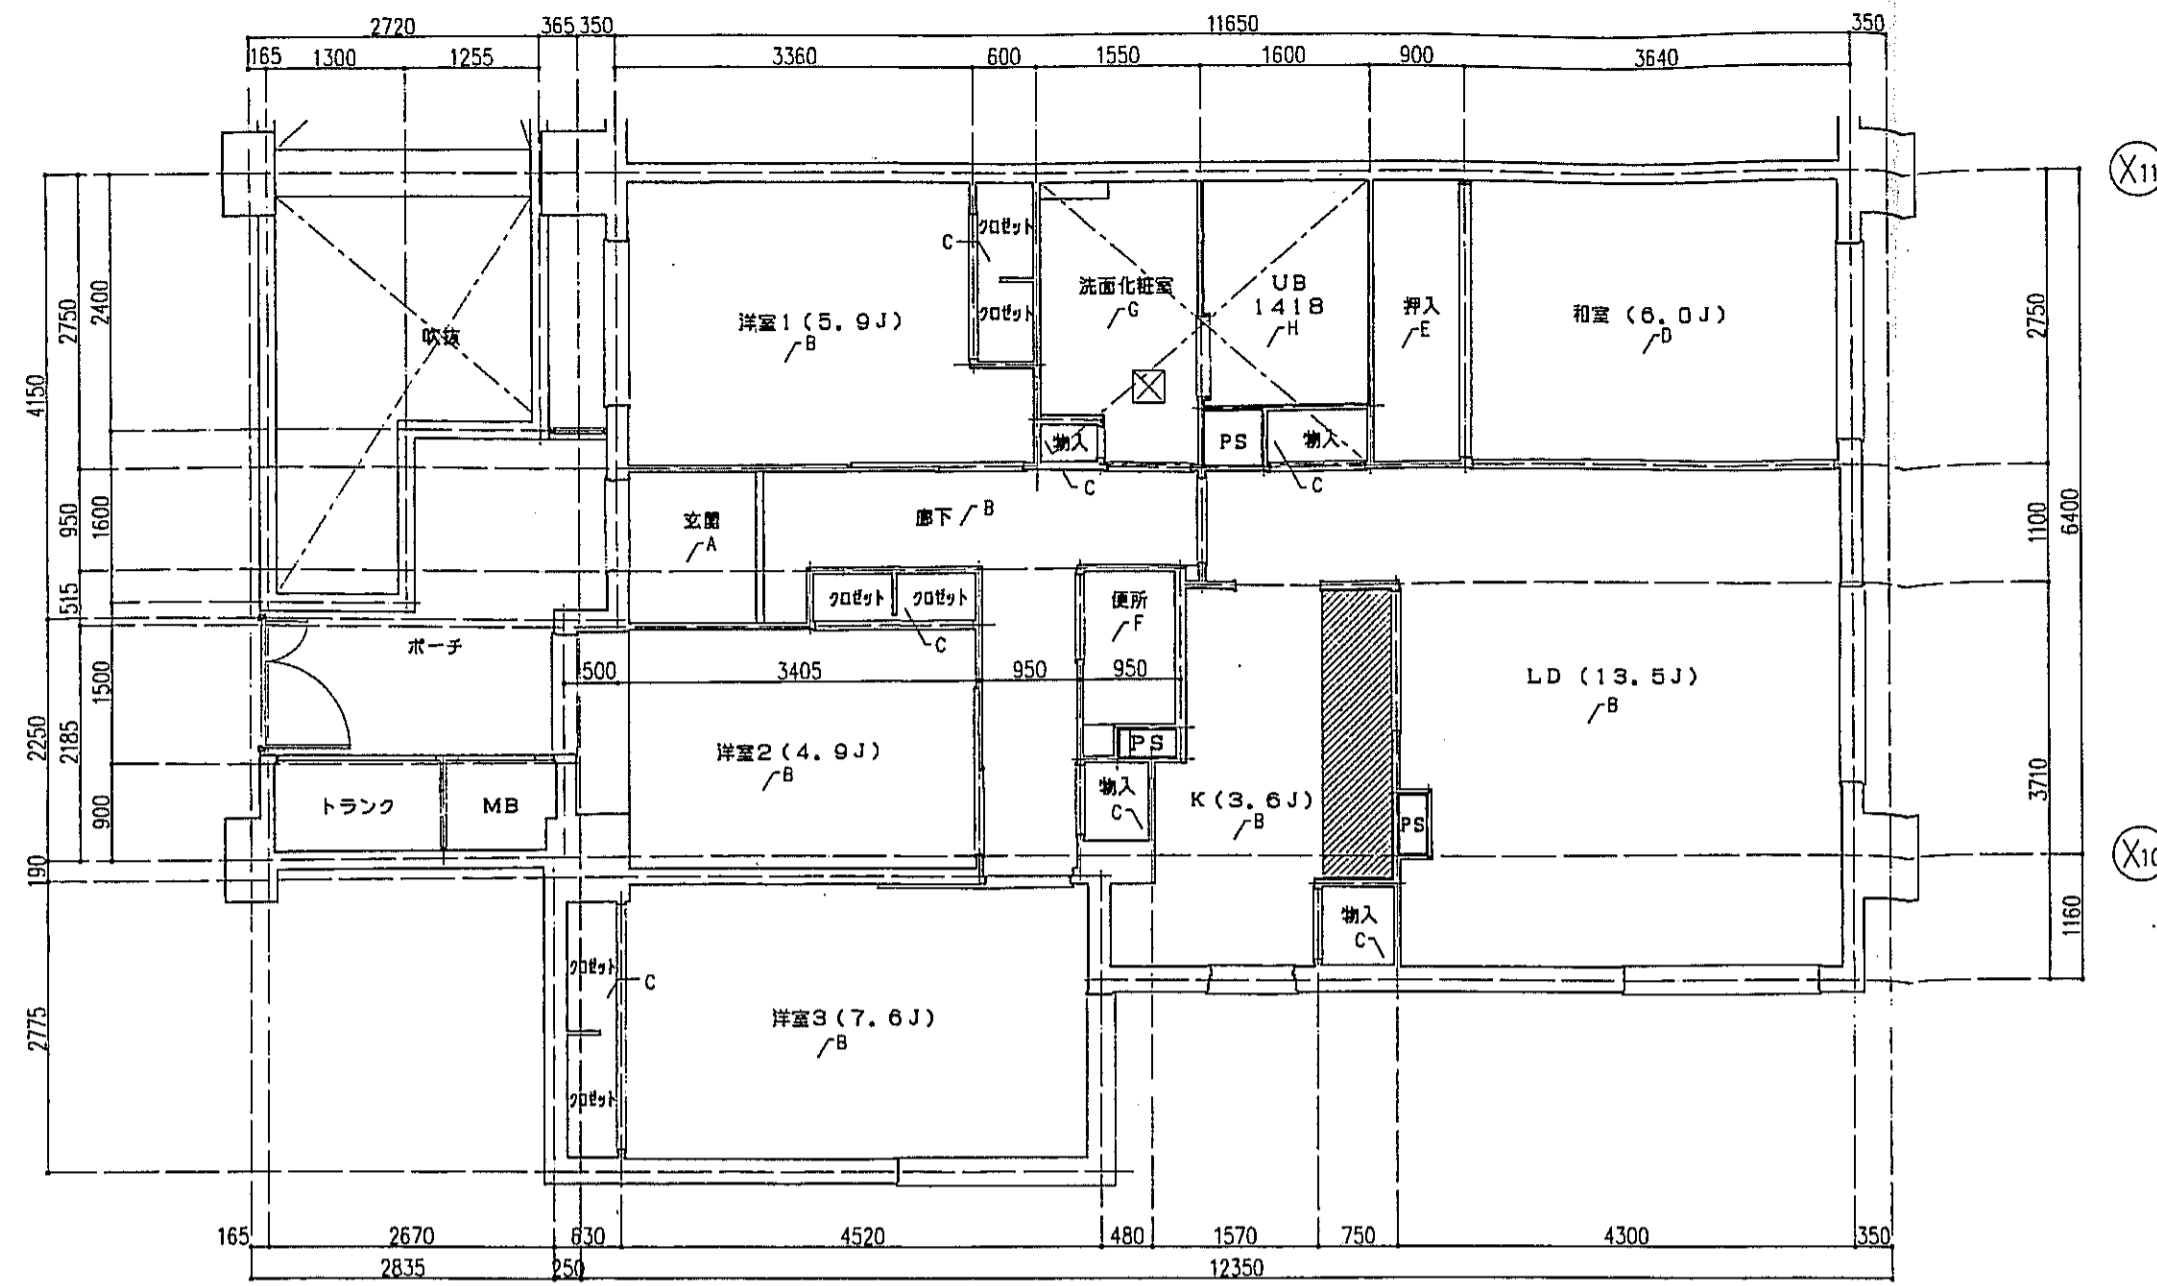 2720
365
350
11650
350
165
1300
1255
3360
600
1550
1600
900
3640
X11
クロゼット
C
クロゼット
洗面化粧室
G
UB
1418
H
押入
E
和室 (6.0J)
D
洋室1 (5.9J)
B
吹抜
物入
PS
物入
C
C
4150
2750
2400
2750
950
1600
515
1100
6400
玄関
A
廊下
B
クロゼット
クロゼット
C
便所
F
ポーチ
500
3405
950
950
LD (13.5J)
B
2250
2185
1500
900
190
2775
洋室2 (4.9J)
B
PS
物入
C
K (3.6J)
B
PS
3710
トランク
MB
X10
1160
物入
C
クロゼット
C
クロゼット
洋室3 (7.6J)
B
165
2670
630
4520
480
1570
750
4300
350
2835
250
12350